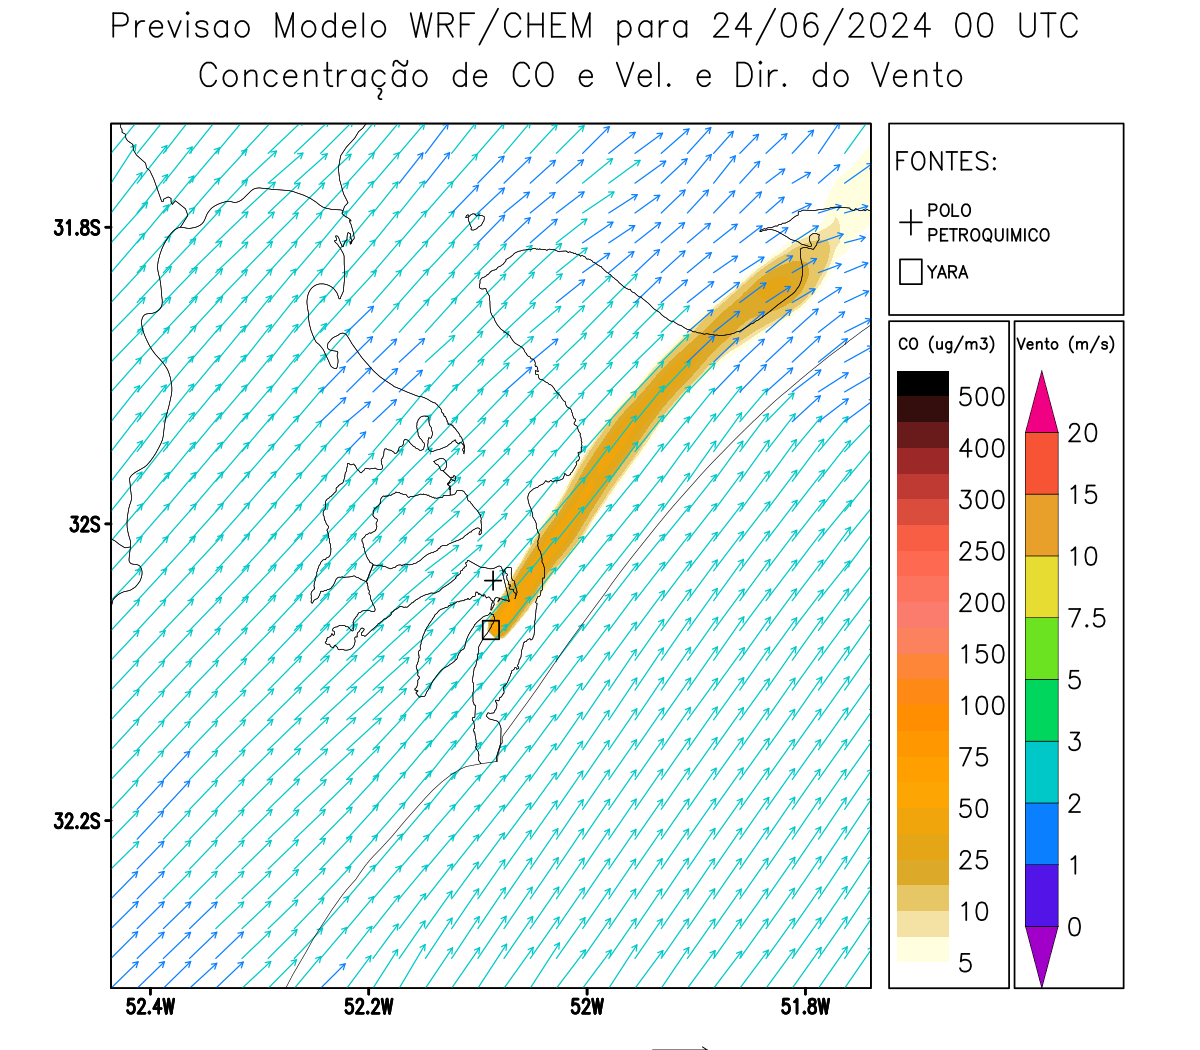 Previsao Modelo WRF/CHEM para 24/06/2024 00 UTC
Concentração de CO e Vel. e Dir. do Vento
FONTES:
POLO
PETROQUIMICO
YARA
31.8S
32S
32.2S
52.4W
52.2W
52W
51.8W
CO (ug/m3)
500
400
300
250
200
150
100
75
50
25
10
5
Vento (m/s)
20
15
10
7.5
5
3
2
1
0